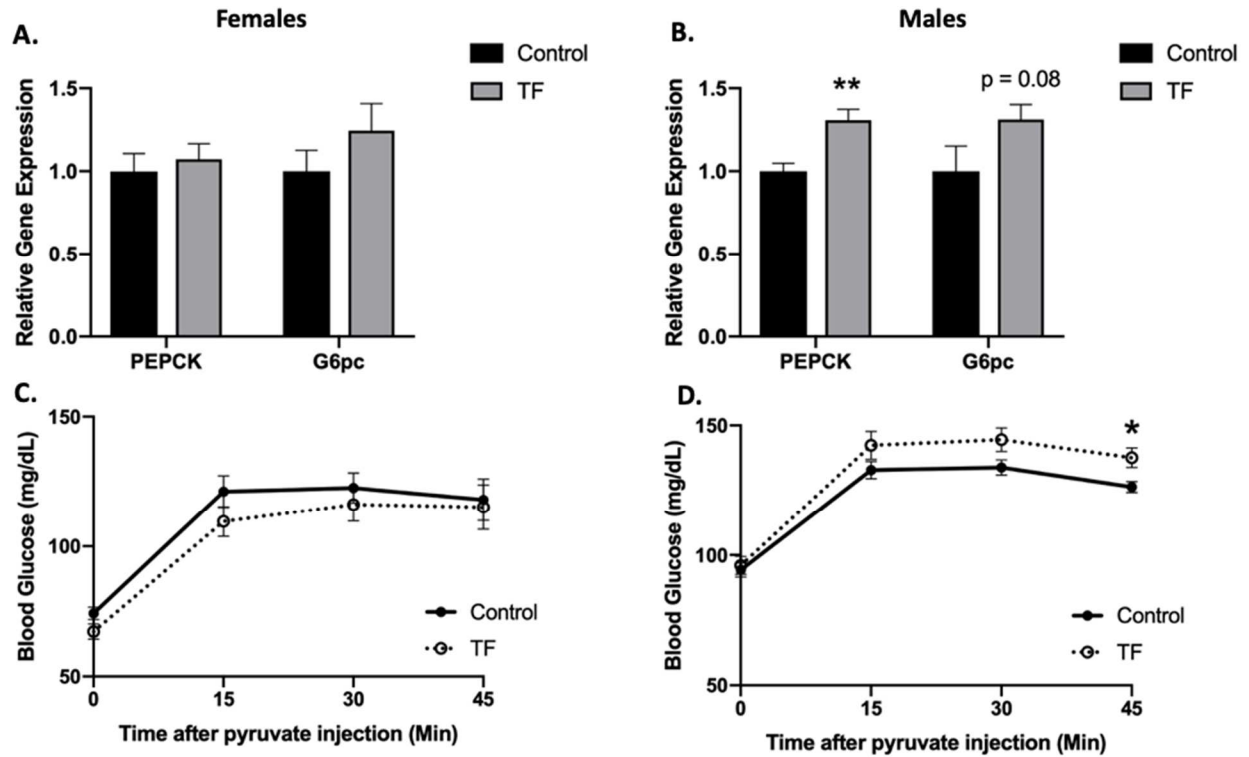 Females
A.
Control
TF
Relative Gene Expression
1.5
1.0
0.5
0.0
PEPCK
G6pc
Males
B.
Control
TF
Relative Gene Expression
1.5
1.0
0.5
0.0
**
p = 0.08
PEPCK
G6pc
C.
Blood Glucose (mg/dL)
150
100
50
Control
TF
0
15
30
45
Time after pyruvate injection (Min)
D.
Blood Glucose (mg/dL)
150
100
50
*
Control
TF
0
15
30
45
Time after pyruvate injection (Min)